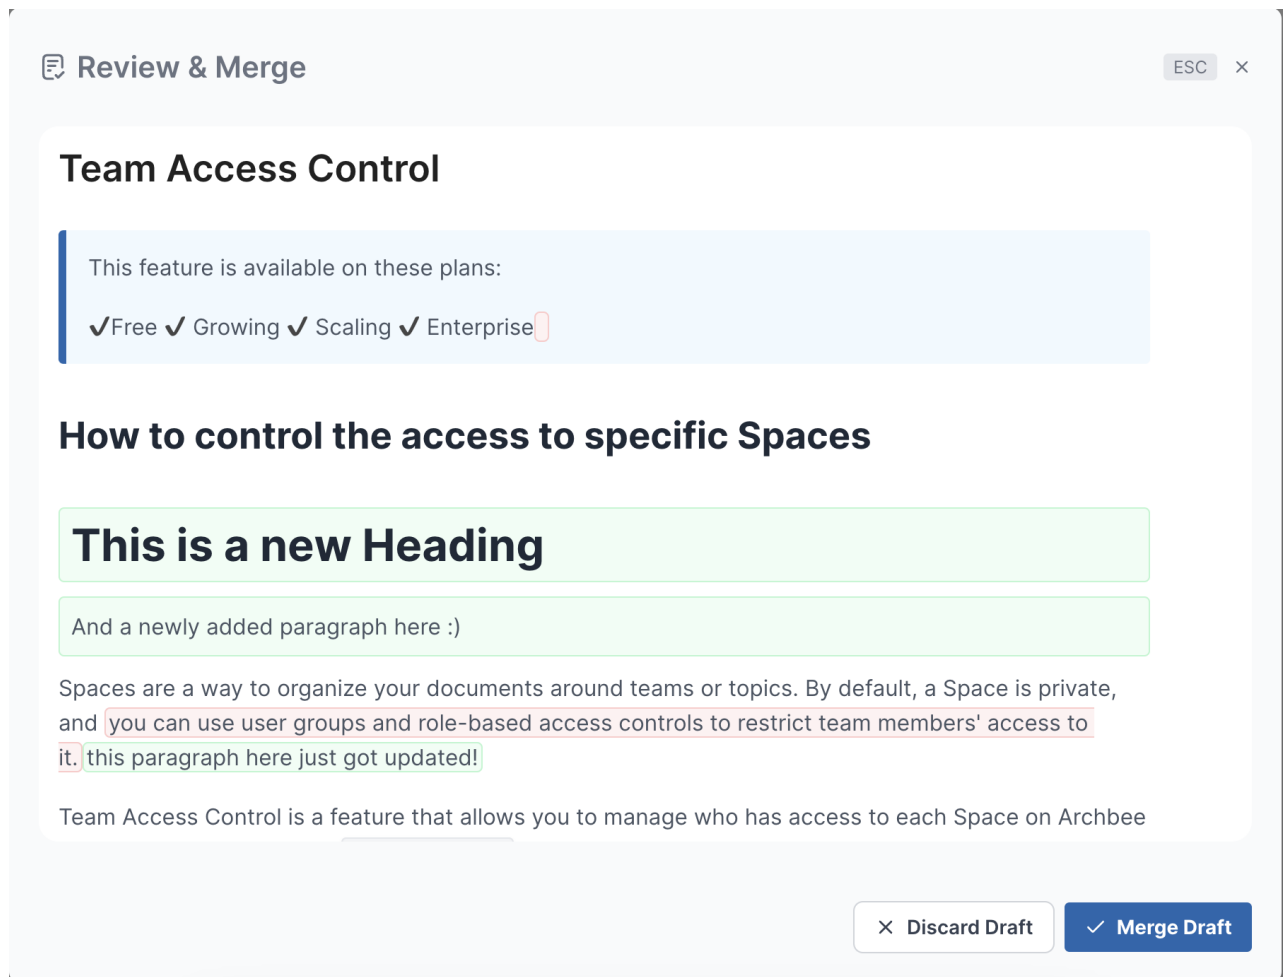 Review & Merge
ESC
Team Access Control
This feature is available on these plans:
✔Free ✔ Growing ✔ Scaling ✔ Enterprise
How to control the access to specific Spaces
This is a new Heading
And a newly added paragraph here :)
Spaces are a way to organize your documents around teams or topics. By default, a Space is private,
and you can use user groups and role-based access controls to restrict team members' access to
it. this paragraph here just got updated!
Team Access Control is a feature that allows you to manage who has access to each Space on Archbee
Discard Draft
Merge Draft